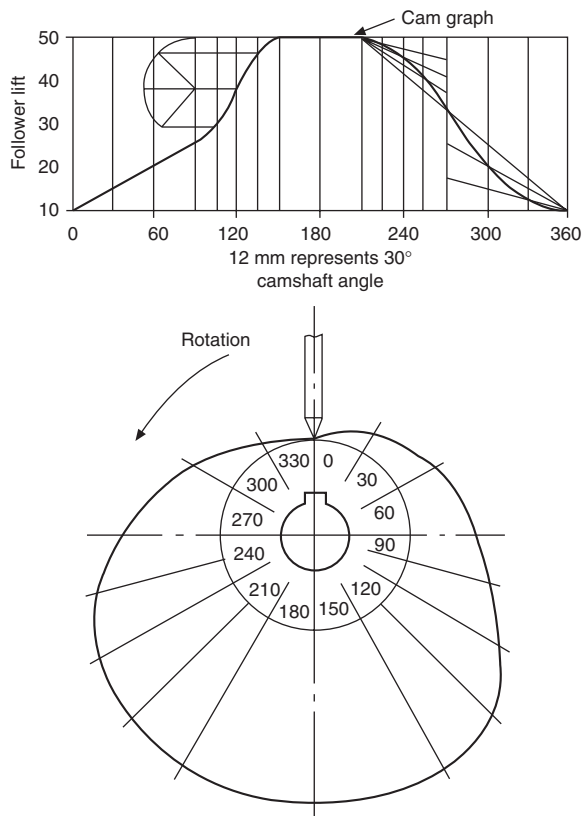 Cam graph
Follower lift
50
40
30
20
10
0 60 120 180 240 300 360
12 mm represents 30°
camshaft angle
Rotation
330 0
300 30
270 60
240 90
210 120
180 150